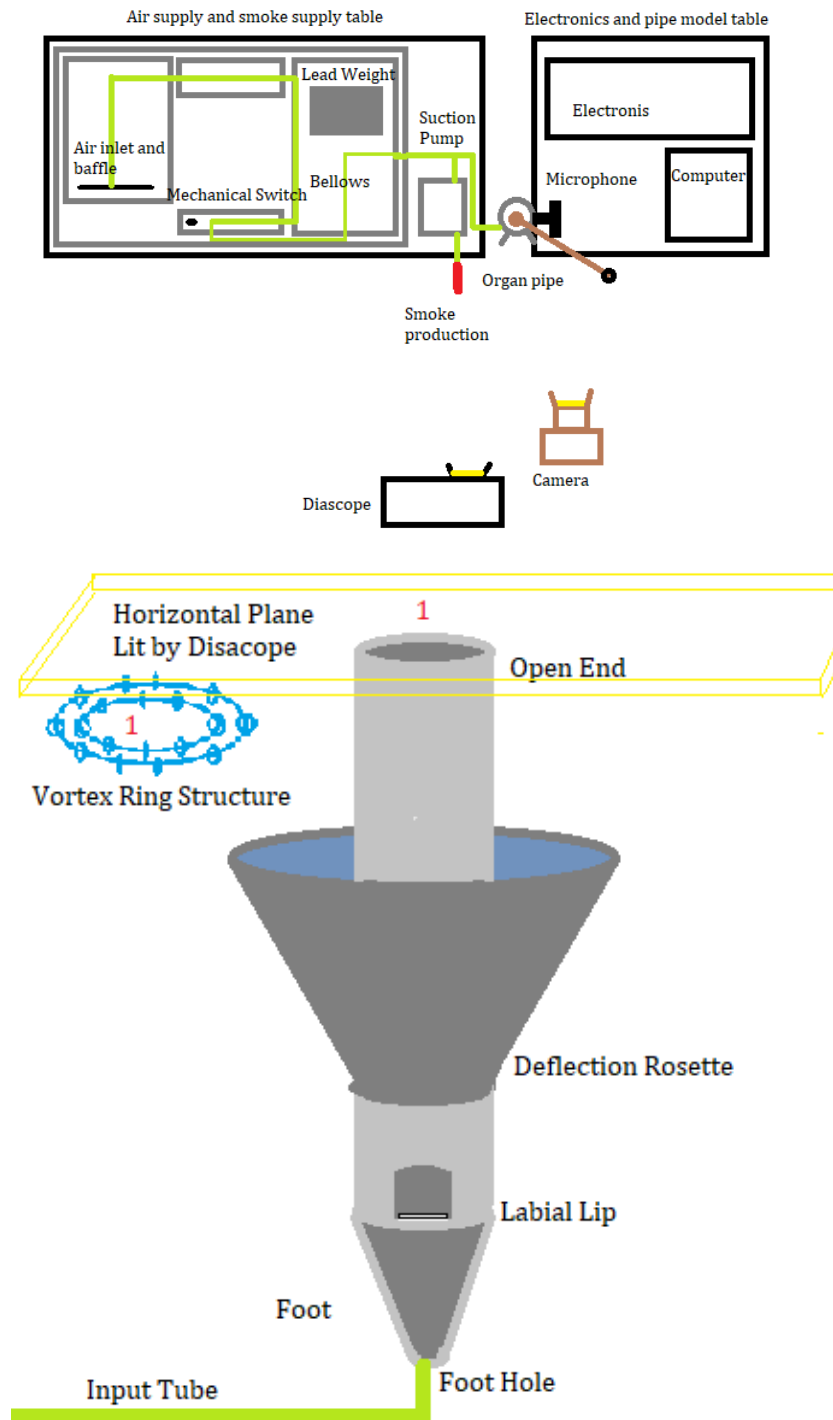 Air supply and smoke supply table
Electronics and pipe model table
Lead Weight
Electronis
Suction
Pump
Air inlet and
baffle
Microphone
Computer
Mechanical Switch
Bellows
Organ pipe
Smoke
production
Camera
Diascope
Horizontal Plane
Lit by Disacope
1
Open End
1
Vortex Ring Structure
Deflection Rosette
Labial Lip
Foot
Foot Hole
Input Tube